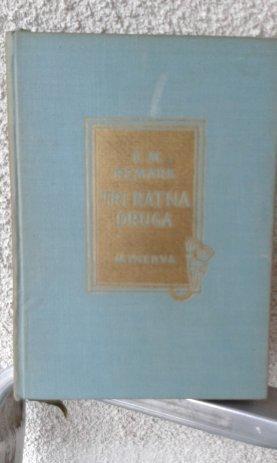 E. M.
REMARK
TRI RATNA
DRUGA
MINERVA